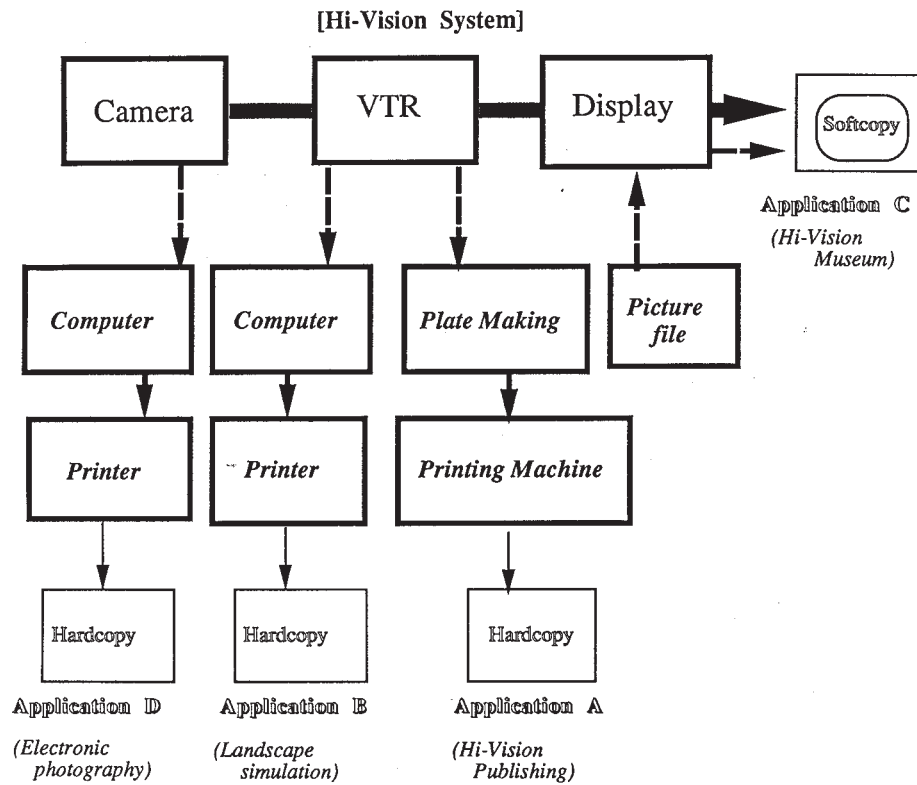 [Hi-Vision System]
Camera
VTR
Display
Softcopy
Application C
(Hi-Vision
Museum)
Computer
Computer
Plate Making
Picture
file
Printer
Printer
Printing Machine
Hardcopy
Hardcopy
Hardcopy
Application D
Application B
Application A
(Electronic
photography)
(Landscape
simulation)
(Hi-Vision
Publishing)